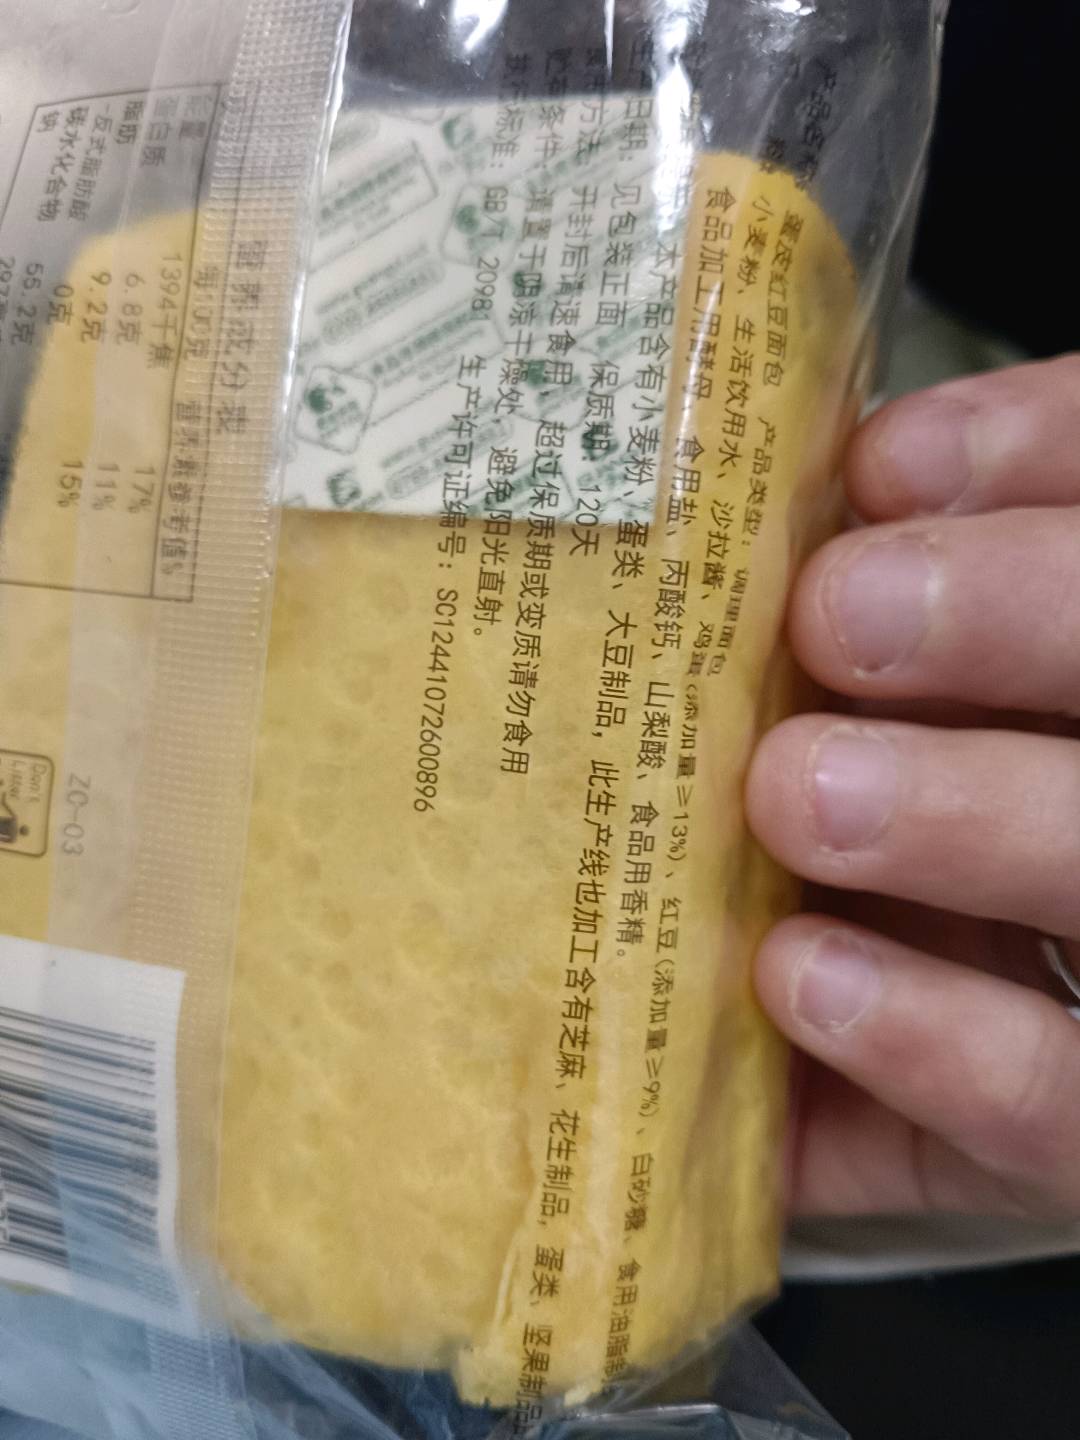 产品名称: 蛋皮红豆面包 产品类型: 调理面包
小麦粉、生活饮用水、沙拉酱、鸡蛋(添加量≥13%)、红豆(添加量≥9%)、白砂糖、食用油脂制
食品加工用酵母、食用盐、丙酸钙、山梨酸、食品用香精。
本产品含有小麦粉、蛋类、大豆制品, 此生产线也加工含有芝麻、花生制品, 蛋类、坚果制品
生产日期: 见包装正面 保质期: 120天
食用方法: 开封后请速食用, 超过保质期或变质请勿食用
贮存条件: 请置于阴凉干燥处, 避免阳光直射。
执行标准: GB/T 20981 生产许可证编号: SC12441072600896
营养成分表
每100克 营养素参考值%
能量 1394千焦 17%
蛋白质 6.8克 11%
脂肪 9.2克 15%
-反式脂肪酸 0克
碳水化合物 55.2克
钠
ZC-03
Don't
Litter